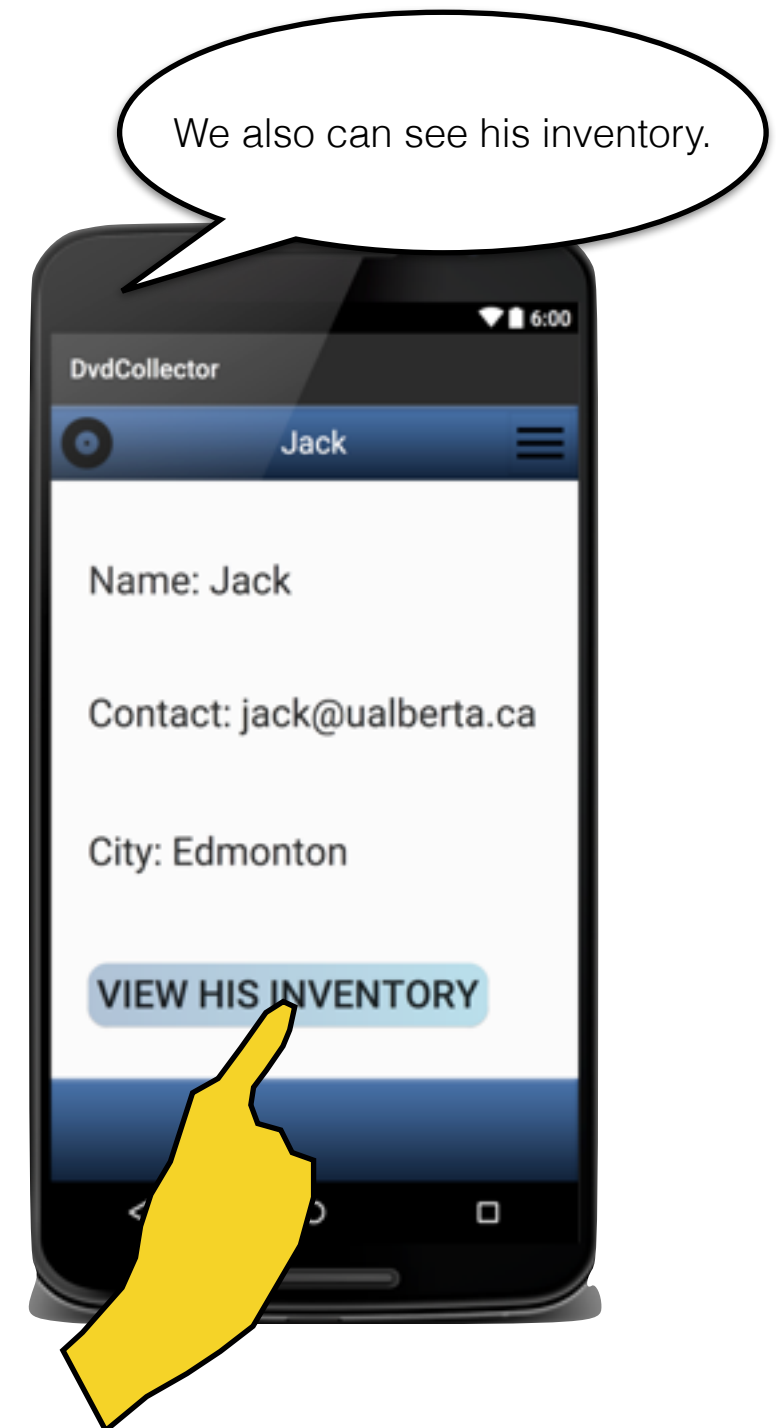 We also can see his inventory.
6:00
DvdCollector
Jack
Name: Jack
Contact: jack@ualberta.ca
City: Edmonton
VIEW HIS INVENTORY